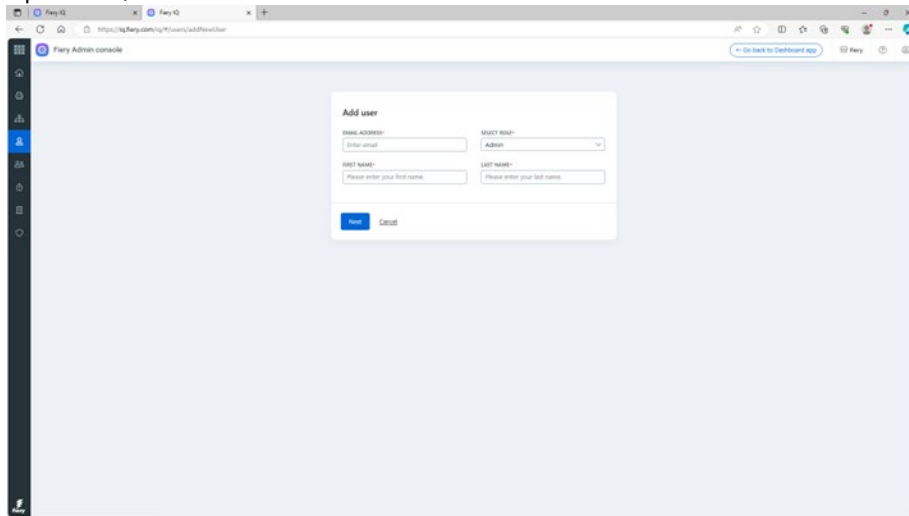 Fiery IQ
Fiery IQ
https://iq.fiery.com/iq/#/users/addNewUser
Fiery Admin console
Go back to Dashboard app
Fiery
Add user
EMAIL ADDRESS*
SELECT ROLE*
Enter email
Admin
FIRST NAME*
LAST NAME*
Please enter your first name.
Please enter your last name.
Next
Cancel
Fiery